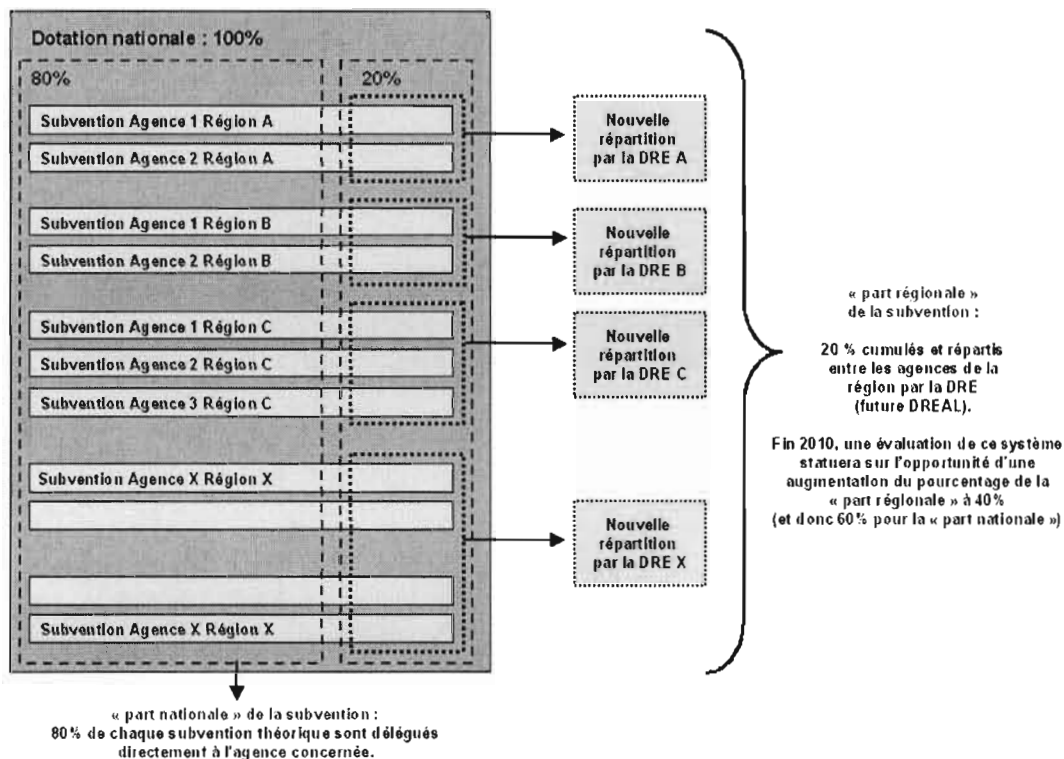 Dotation nationale : 100%
80%
20%
Subvention Agence 1 Région A
Subvention Agence 2 Région A
Subvention Agence 1 Région B
Subvention Agence 2 Région B
Subvention Agence 1 Région C
Subvention Agence 2 Région C
Subvention Agence 3 Région C
Subvention Agence X Région X
Subvention Agence X Région X
Nouvelle
répartition
par la DRE A
Nouvelle
répartition
par la DRE B
Nouvelle
répartition
par la DRE C
Nouvelle
répartition
par la DRE X
« part régionale »
de la subvention :
20 % cumulés et répartis
entre les agences de la
région par la DRE
(future DREAL).
Fin 2010, une évaluation de ce système
statuera sur l'opportunité d'une
augmentation du pourcentage de la
« part régionale » à 40%
(et donc 60% pour la « part nationale »)
« part nationale » de la subvention :
80% de chaque subvention théorique sont délégués
directement à l'agence concernée.